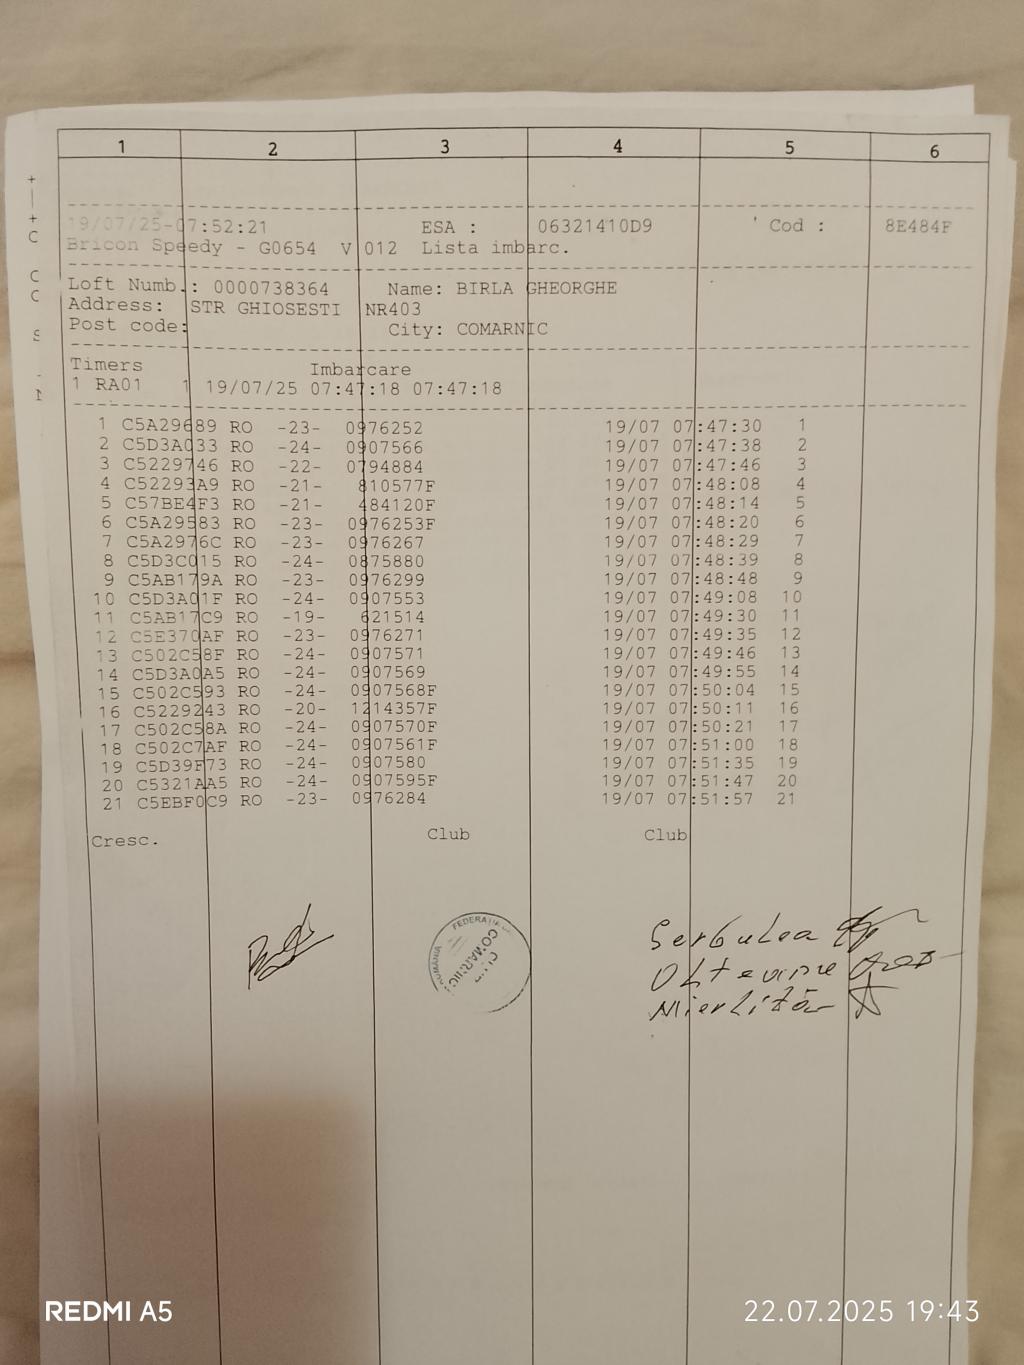 1 2 3 4 5 6
19/07/25-07:52:21 ESA : 06321410D9 ' Cod : 8E484F
Bricon Speedy - G0654 V 012 Lista imbarc.
Loft Numb.: 0000738364 Name: BIRLA GHEORGHE
Address: STR GHIOSESTI NR403
Post code: City: COMARNIC
Timers Imbarcare
1 RA01 1 19/07/25 07:47:18 07:47:18
1 C5A29689 RO -23- 0976252 19/07 07:47:30 1
2 C5D3A033 RO -24- 0907566 19/07 07:47:38 2
3 C5229746 RO -22- 0794884 19/07 07:47:46 3
4 C52293A9 RO -21- 810577F 19/07 07:48:08 4
5 C57BE4F3 RO -21- 484120F 19/07 07:48:14 5
6 C5A29583 RO -23- 0976253F 19/07 07:48:20 6
7 C5A2976C RO -23- 0976267 19/07 07:48:29 7
8 C5D3C015 RO -24- 0875880 19/07 07:48:39 8
9 C5AB179A RO -23- 0976299 19/07 07:48:48 9
10 C5D3A01F RO -24- 0907553 19/07 07:49:08 10
11 C5AB17C9 RO -19- 621514 19/07 07:49:30 11
12 C5E370AF RO -23- 0976271 19/07 07:49:35 12
13 C502C58F RO -24- 0907571 19/07 07:49:46 13
14 C5D3A0A5 RO -24- 0907569 19/07 07:49:55 14
15 C502C593 RO -24- 0907568F 19/07 07:50:04 15
16 C5229243 RO -20- 1214357F 19/07 07:50:11 16
17 C502C58A RO -24- 0907570F 19/07 07:50:21 17
18 C502C7AF RO -24- 0907561F 19/07 07:51:00 18
19 C5D39F73 RO -24- 0907580 19/07 07:51:35 19
20 C5321AA5 RO -24- 0907595F 19/07 07:51:47 20
21 C5EBF0C9 RO -23- 0976284 19/07 07:51:57 21
Cresc. Club Club
COMARNIC
Serbulea
REDMI A5 22.07.2025 19:43